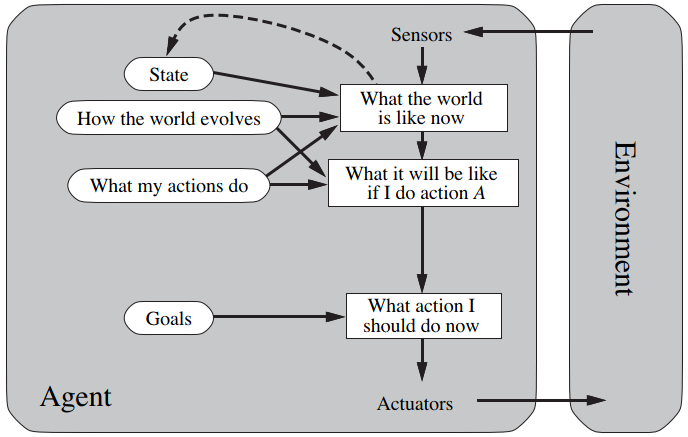 Sensors
State
What the world
is like now
How the world evolves
What my actions do
What it will be like
if I do action A
Goals
What action I
should do now
Agent
Actuators
Environment